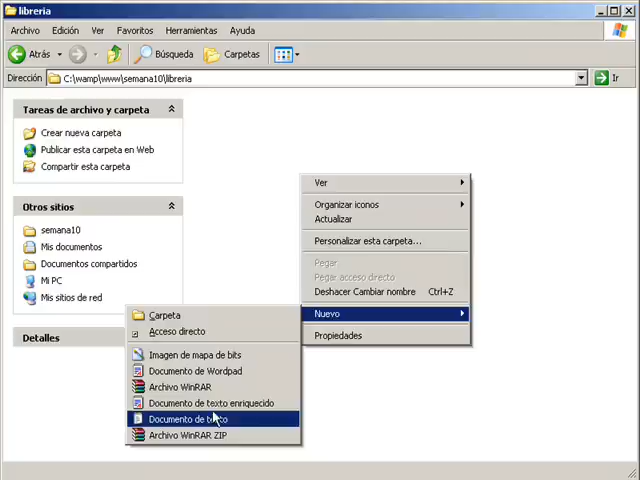 libreria
Archivo Edición Ver Favoritos Herramientas Ayuda
Atrás Búsqueda Carpetas
Dirección C:\wamp\www\semana10\libreria Ir
Tareas de archivo y carpeta
Crear nueva carpeta
Publicar esta carpeta en Web
Compartir esta carpeta
Otros sitios
semana10
Mis documentos
Documentos compartidos
Mi PC
Mis sitios de red
Detalles
Ver
Organizar iconos
Actualizar
Personalizar esta carpeta...
Pegar
Pegar acceso directo
Deshacer Cambiar nombre Ctrl+Z
Nuevo
Propiedades
Carpeta
Acceso directo
Imagen de mapa de bits
Documento de Wordpad
Archivo WinRAR
Documento de texto enriquecido
Documento de texto
Archivo WinRAR ZIP